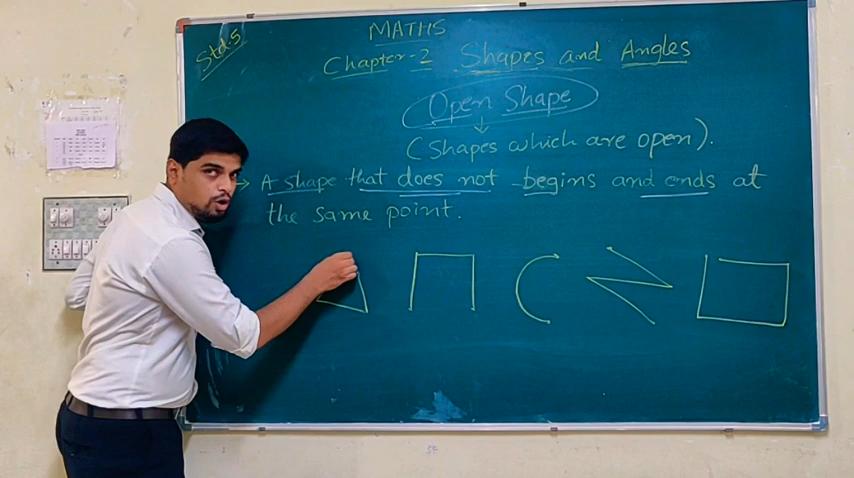 Std.5
MATHS
Chapter-2 Shapes and Angles
Open Shape
(Shapes which are open).
A shape that does not begins and ends at
the same point.